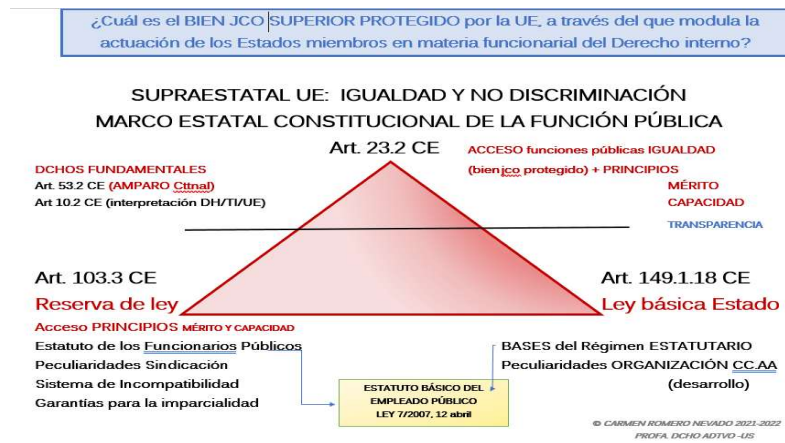 ¿Cuál es el BIEN JCO SUPERIOR PROTEGIDO por la UE, a través del que modula la
actuación de los Estados miembros en materia funcionarial del Derecho interno?
SUPRAESTATAL UE: IGUALDAD Y NO DISCRIMINACIÓN
MARCO ESTATAL CONSTITUCIONAL DE LA FUNCIÓN PÚBLICA
Art. 23.2 CE
ACCESO funciones públicas IGUALDAD
(bien jco protegido) + PRINCIPIOS
MÉRITO
CAPACIDAD
TRANSPARENCIA
DCHOS FUNDAMENTALES
Art. 53.2 CE (AMPARO Cttnal)
Art 10.2 CE (interpretación DH/TI/UE)
Art. 103.3 CE
Reserva de ley
Acceso PRINCIPIOS MÉRITO Y CAPACIDAD
Estatuto de los Funcionarios Públicos
Peculiaridades Sindicación
Sistema de Incompatibilidad
Garantías para la imparcialidad
Art. 149.1.18 CE
Ley básica Estado
BASES del Régimen ESTATUTARIO
Peculiaridades ORGANIZACIÓN CC.AA
(desarrollo)
ESTATUTO BÁSICO DEL
EMPLEADO PÚBLICO
LEY 7/2007, 12 abril
© CARMEN ROMERO NEVADO 2021-2022
PROFA. DCHO ADTVO -US